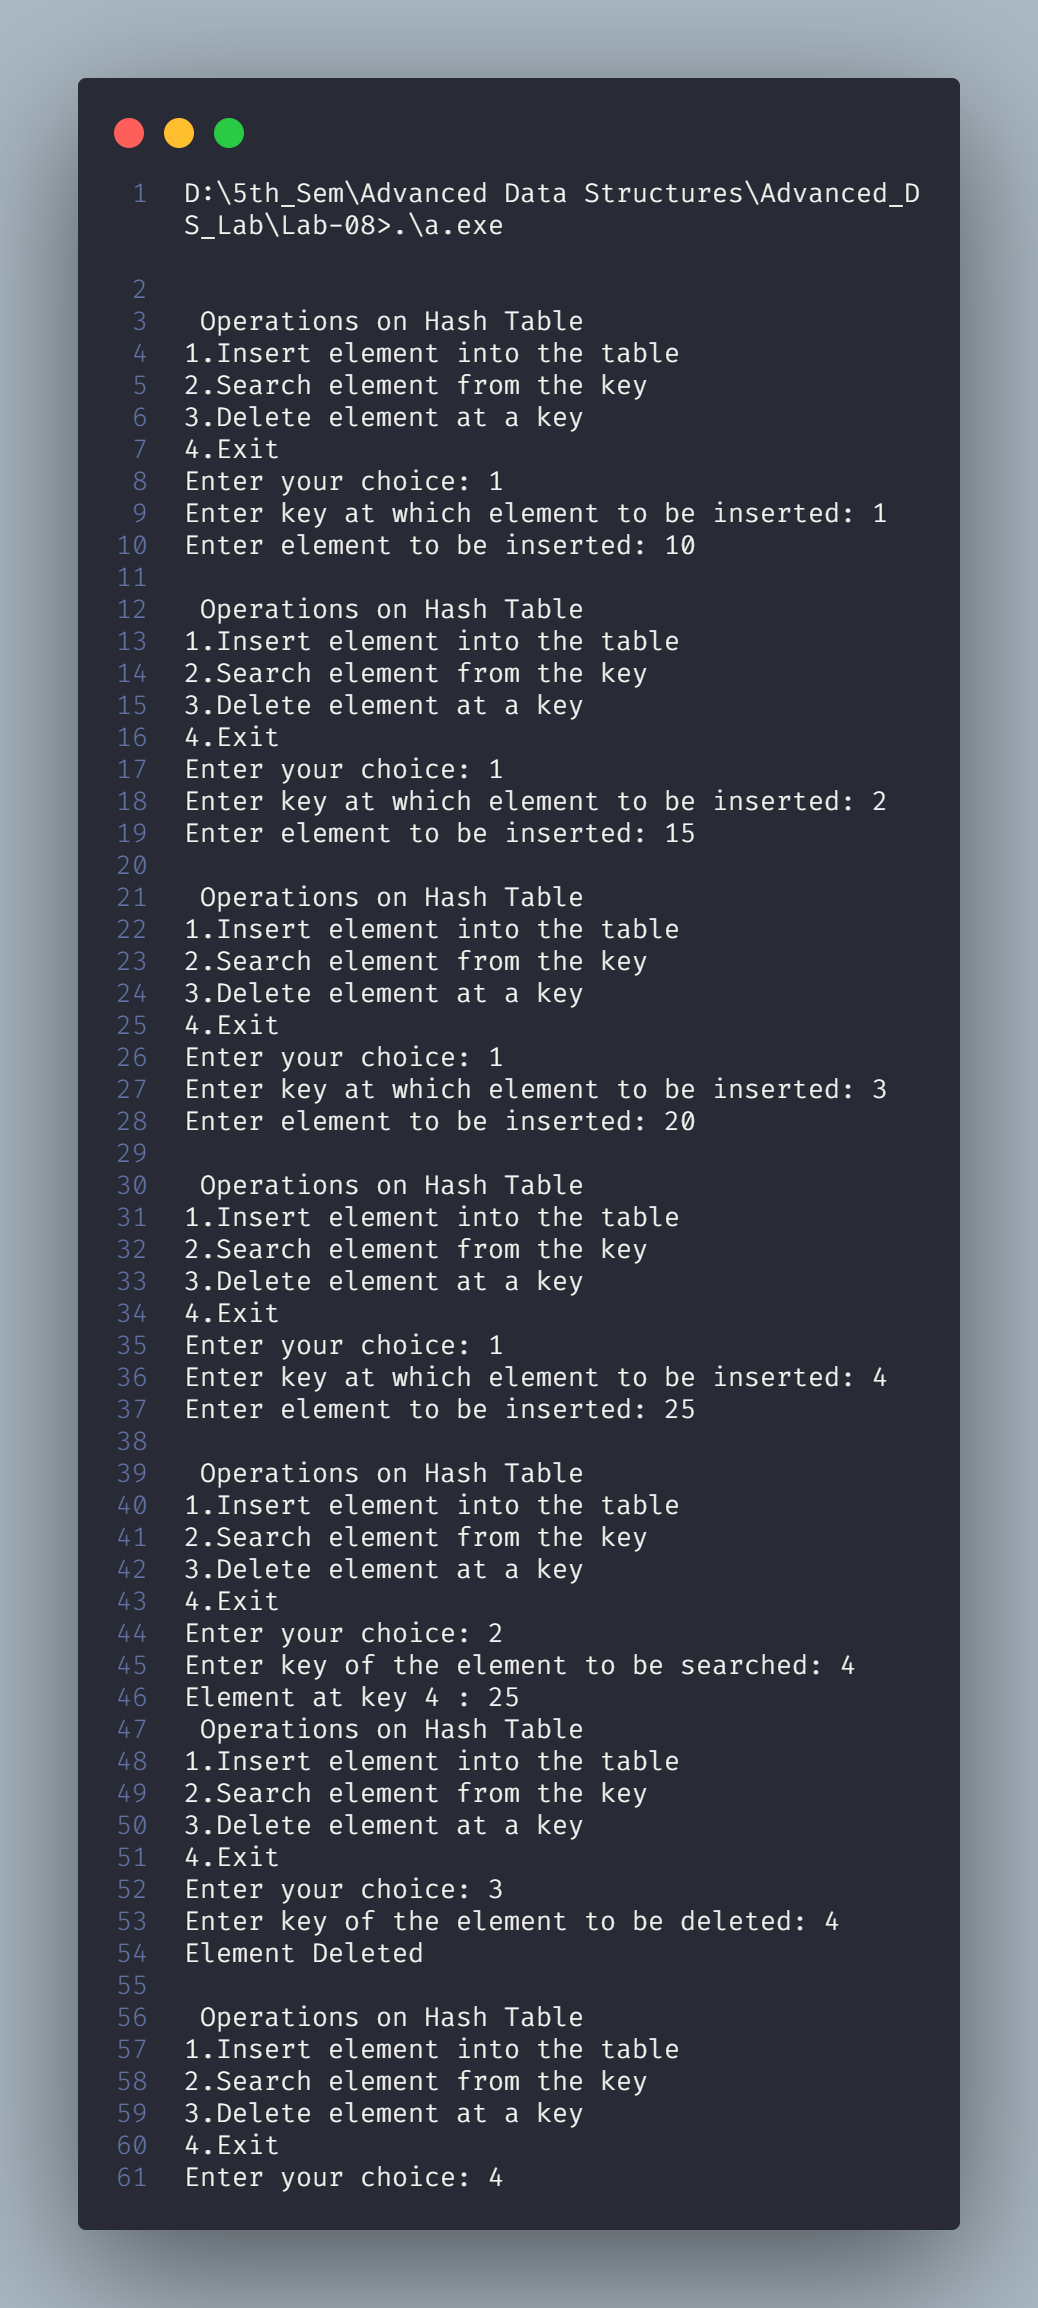 1 D:\5th_Sem\Advanced Data Structures\Advanced_D
S_Lab\Lab-08>.\a.exe
2
3  Operations on Hash Table
4 1.Insert element into the table
5 2.Search element from the key
6 3.Delete element at a key
7 4.Exit
8 Enter your choice: 1
9 Enter key at which element to be inserted: 1
10 Enter element to be inserted: 10
11
12  Operations on Hash Table
13 1.Insert element into the table
14 2.Search element from the key
15 3.Delete element at a key
16 4.Exit
17 Enter your choice: 1
18 Enter key at which element to be inserted: 2
19 Enter element to be inserted: 15
20
21  Operations on Hash Table
22 1.Insert element into the table
23 2.Search element from the key
24 3.Delete element at a key
25 4.Exit
26 Enter your choice: 1
27 Enter key at which element to be inserted: 3
28 Enter element to be inserted: 20
29
30  Operations on Hash Table
31 1.Insert element into the table
32 2.Search element from the key
33 3.Delete element at a key
34 4.Exit
35 Enter your choice: 1
36 Enter key at which element to be inserted: 4
37 Enter element to be inserted: 25
38
39  Operations on Hash Table
40 1.Insert element into the table
41 2.Search element from the key
42 3.Delete element at a key
43 4.Exit
44 Enter your choice: 2
45 Enter key of the element to be searched: 4
46 Element at key 4 : 25
47  Operations on Hash Table
48 1.Insert element into the table
49 2.Search element from the key
50 3.Delete element at a key
51 4.Exit
52 Enter your choice: 3
53 Enter key of the element to be deleted: 4
54 Element Deleted
55
56  Operations on Hash Table
57 1.Insert element into the table
58 2.Search element from the key
59 3.Delete element at a key
60 4.Exit
61 Enter your choice: 4